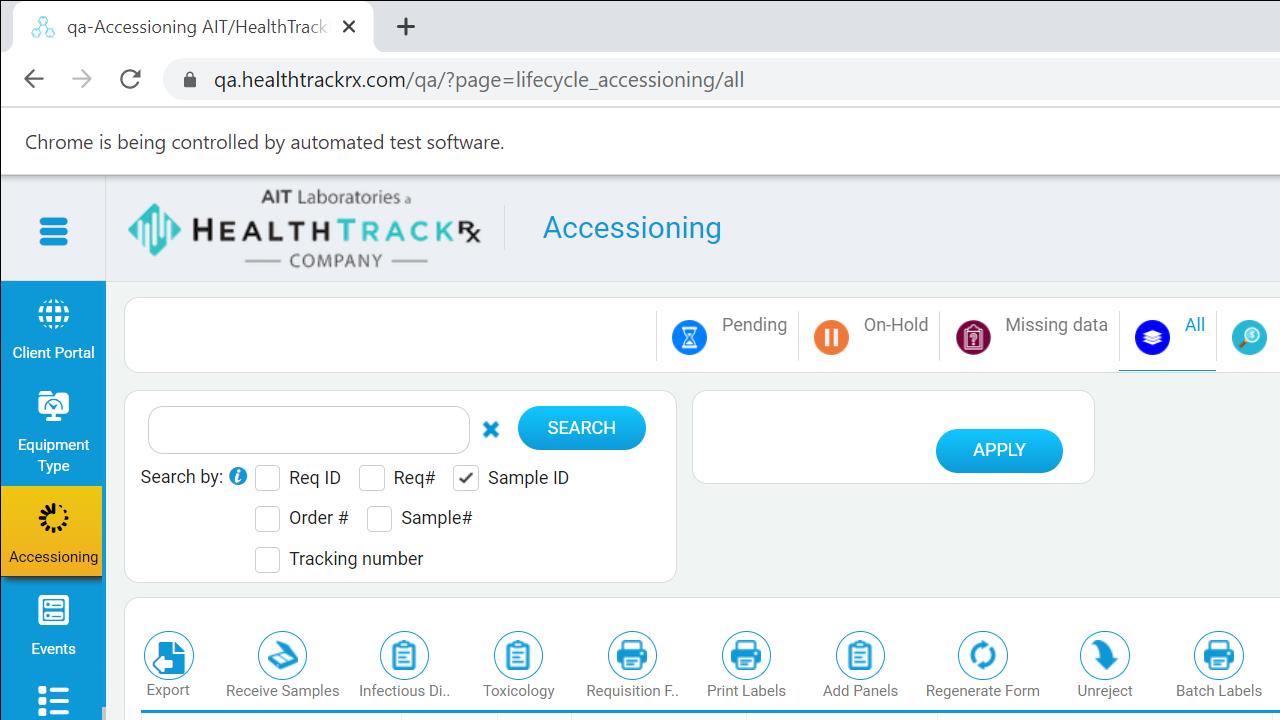 qa-Accessioning AIT/HealthTrack
qa.healthtrackrx.com/qa/?page=lifecycle_accessioning/all
Chrome is being controlled by automated test software.
AIT Laboratories a
HEALTHTRACKRX
COMPANY
Accessioning
Client Portal
Equipment
Type
Accessioning
Events
Pending
On-Hold
Missing data
All
SEARCH
APPLY
Search by:
Req ID
Req#
Sample ID
Order #
Sample#
Tracking number
Export
Receive Samples
Infectious Di..
Toxicology
Requisition F..
Print Labels
Add Panels
Regenerate Form
Unreject
Batch Labels